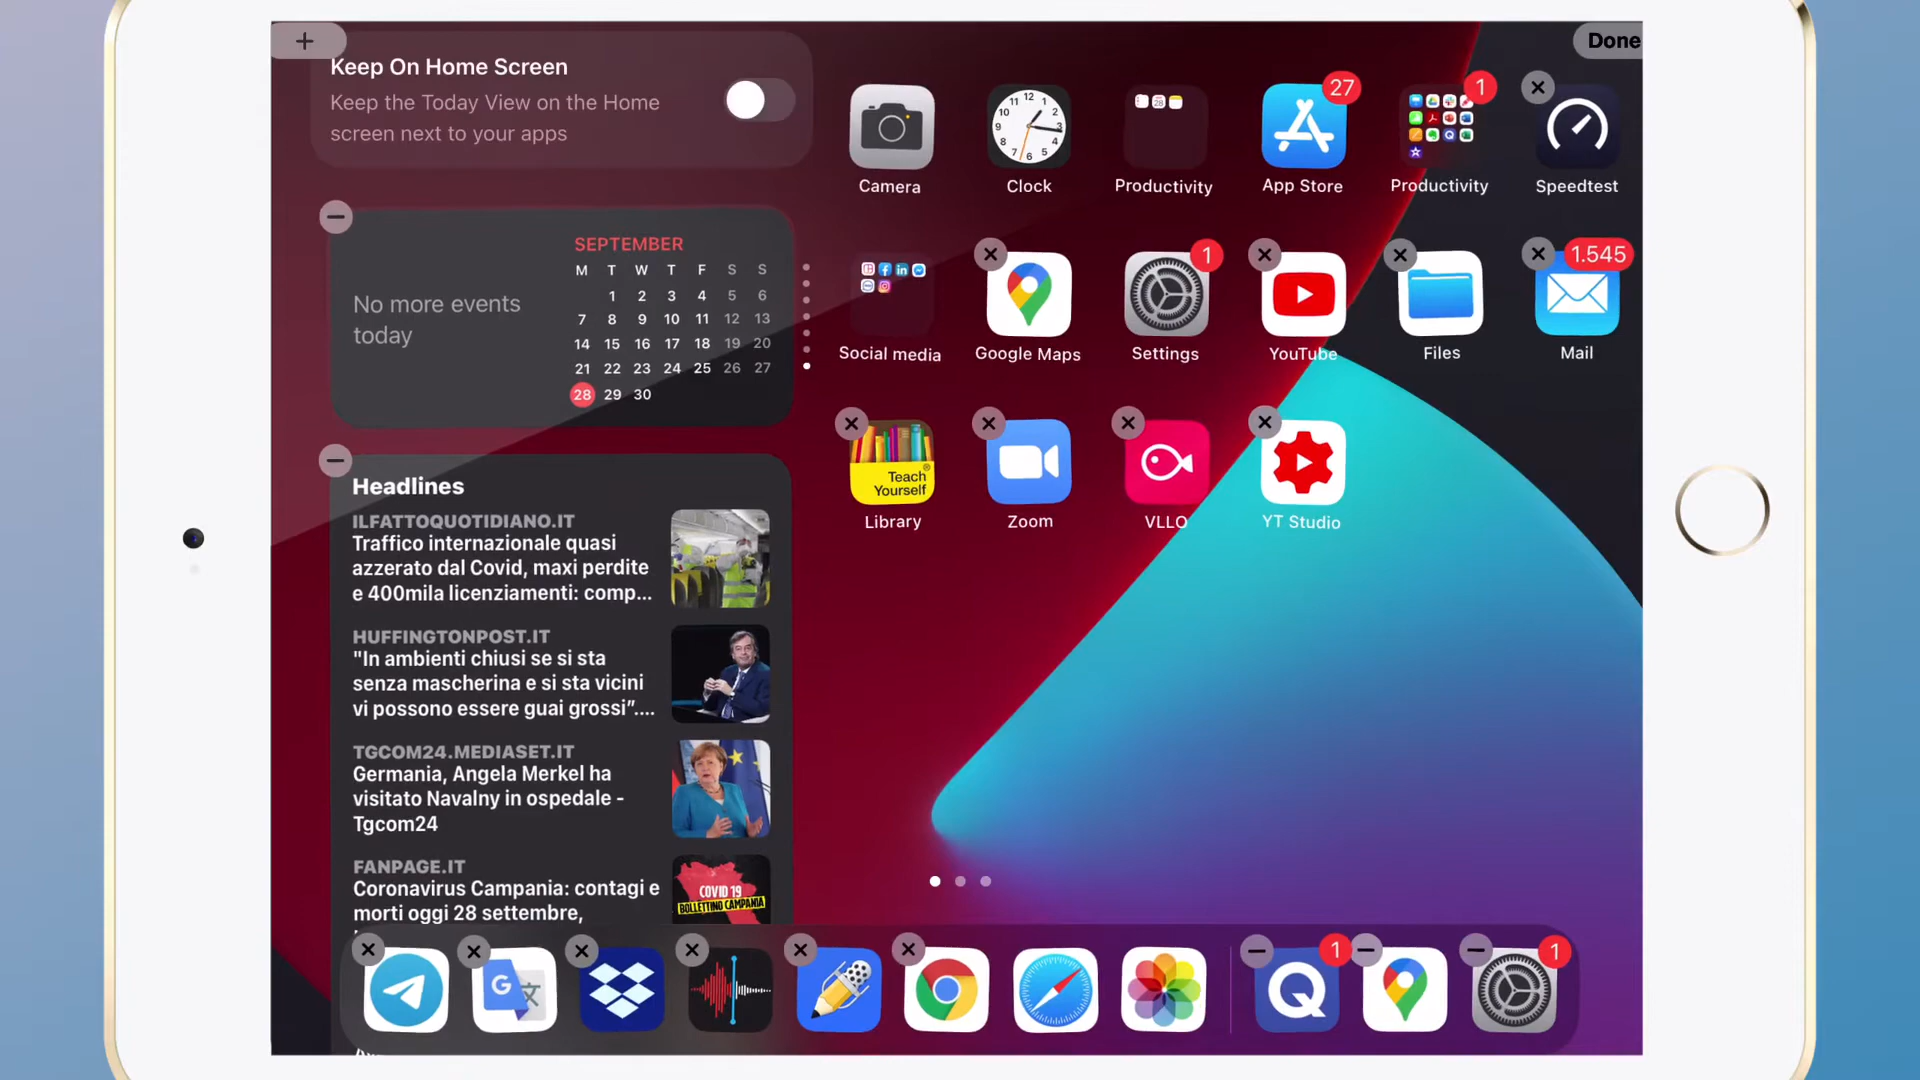 Done
Keep On Home Screen
Keep the Today View on the Home
screen next to your apps
No more events
today
SEPTEMBER
M T W T F S S
1 2 3 4 5 6
7 8 9 10 11 12 13
14 15 16 17 18 19 20
21 22 23 24 25 26 27
28 29 30
Headlines
ILFATTOQUOTIDIANO.IT
Traffico internazionale quasi
azzerato dal Covid, maxi perdite
e 400mila licenziamenti: comp...
HUFFINGTONPOST.IT
"In ambienti chiusi se si sta
senza mascherina e si sta vicini
vi possono essere guai grossi”....
TGCOM24.MEDIASET.IT
Germania, Angela Merkel ha
visitato Navalny in ospedale -
Tgcom24
FANPAGE.IT
Coronavirus Campania: contagi e
morti oggi 28 settembre,
COVID 19
BOLLETTINO CAMPANIA
27 1
Camera Clock Productivity App Store Productivity Speedtest
1 1.545
Social media Google Maps Settings YouTube Files Mail
Teach
Yourself
Library Zoom VLLO YT Studio
1 1